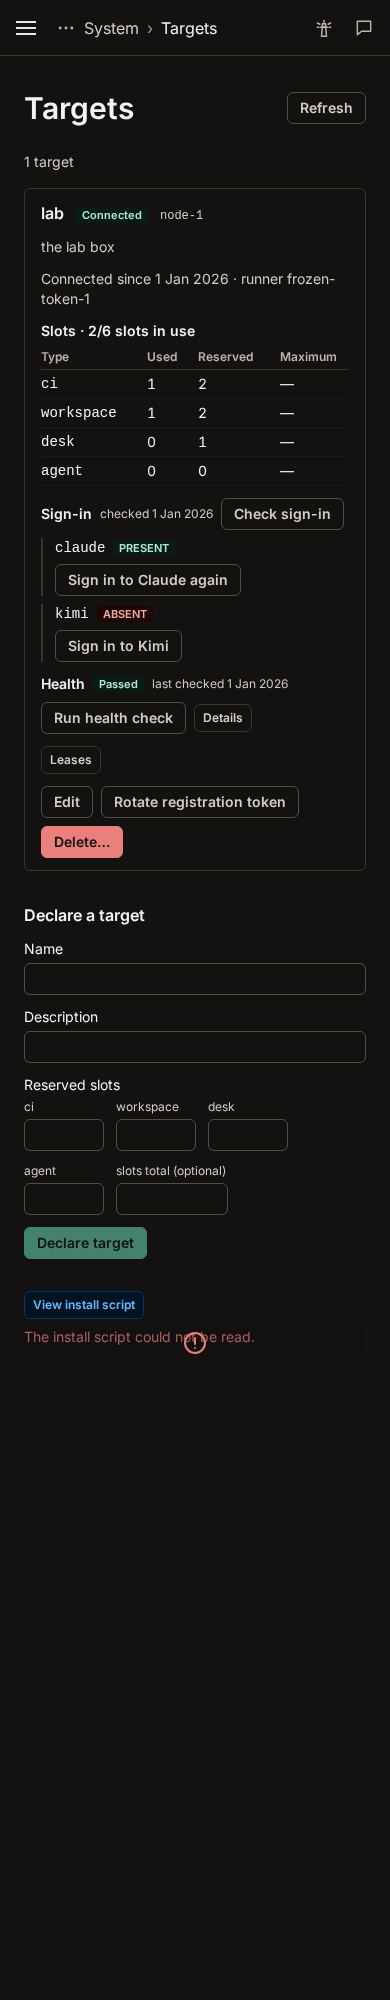 System › Targets
Targets
Refresh
1 target
lab Connected node-1
the lab box
Connected since 1 Jan 2026 · runner frozen-
token-1
Slots · 2/6 slots in use
Type Used Reserved Maximum
ci 1 2 —
workspace 1 2 —
desk 0 1 —
agent 0 0 —
Sign-in checked 1 Jan 2026 Check sign-in
claude PRESENT
Sign in to Claude again
kimi ABSENT
Sign in to Kimi
Health Passed last checked 1 Jan 2026
Run health check Details
Leases
Edit Rotate registration token
Delete...
Declare a target
Name
Description
Reserved slots
ci workspace desk
agent slots total (optional)
Declare target
View install script
The install script could not be read.